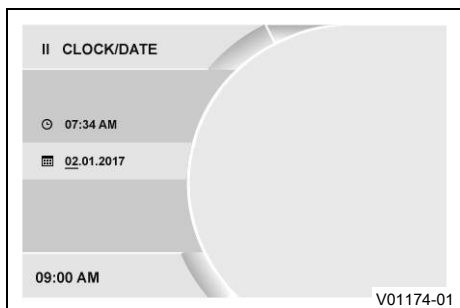 II CLOCK/DATE
07:34 AM
02.01.2017
09:00 AM
V01174-01